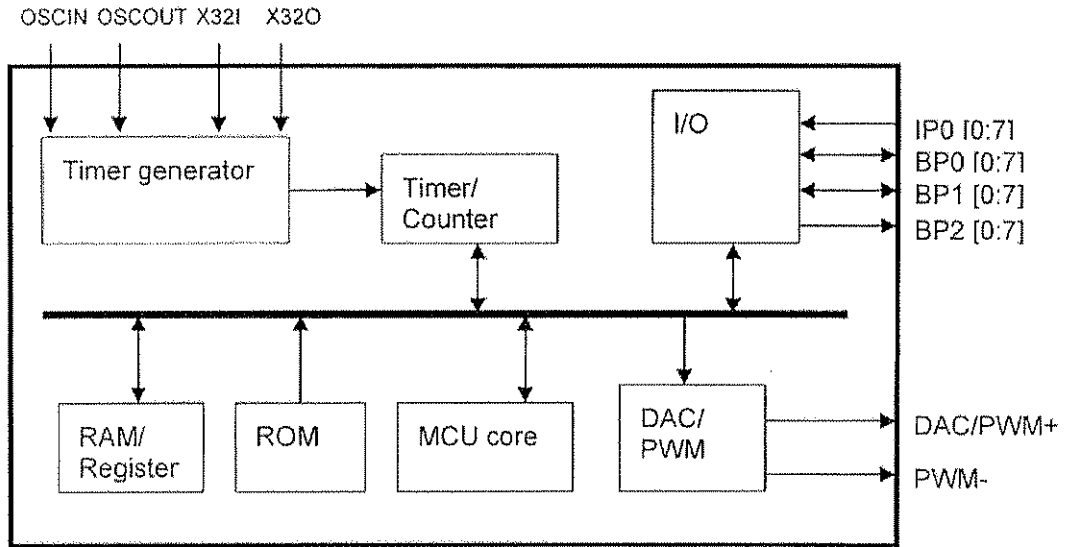 OSCIN OSCOUT X32I X32O
Timer generator
Timer/
Counter
I/O
IP0 [0:7]
BP0 [0:7]
BP1 [0:7]
BP2 [0:7]
RAM/
Register
ROM
MCU core
DAC/
PWM
DAC/PWM+
PWM-